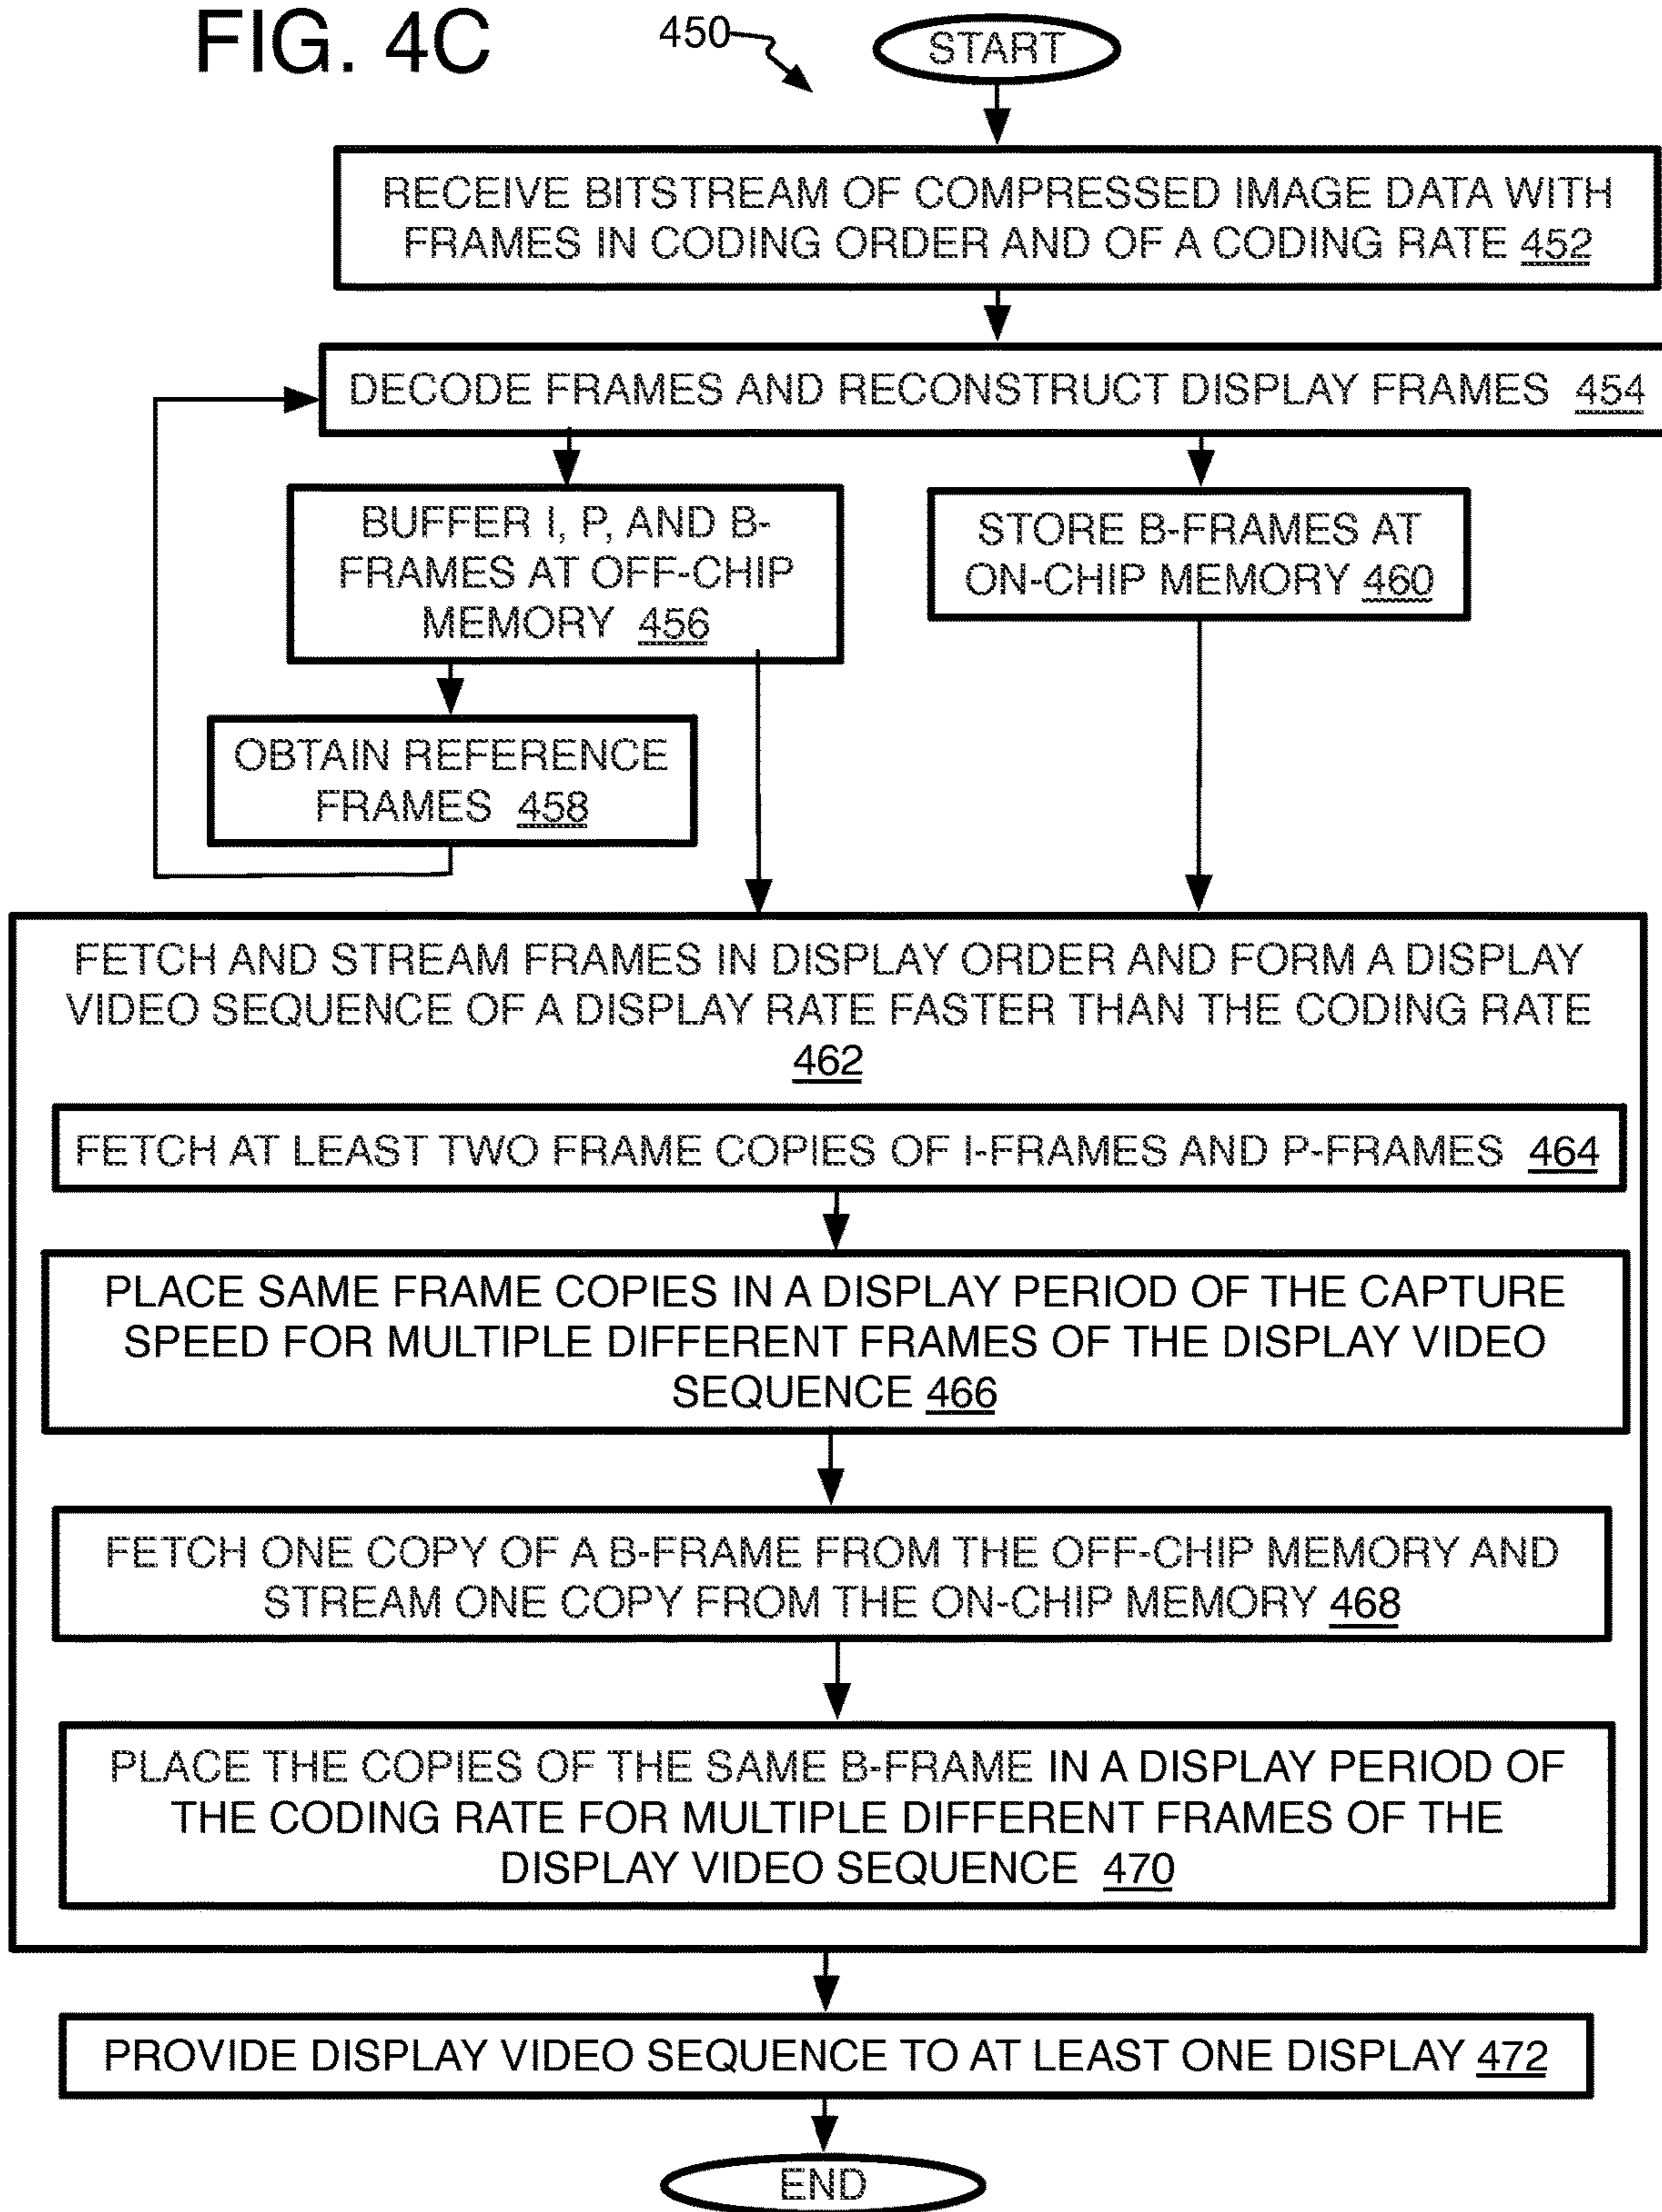 FIG. 4C
450
START
RECEIVE BITSTREAM OF COMPRESSED IMAGE DATA WITH
FRAMES IN CODING ORDER AND OF A CODING RATE 452
DECODE FRAMES AND RECONSTRUCT DISPLAY FRAMES 454
BUFFER I, P, AND B-
FRAMES AT OFF-CHIP
MEMORY 456
STORE B-FRAMES AT
ON-CHIP MEMORY 460
OBTAIN REFERENCE
FRAMES 458
FETCH AND STREAM FRAMES IN DISPLAY ORDER AND FORM A DISPLAY
VIDEO SEQUENCE OF A DISPLAY RATE FASTER THAN THE CODING RATE
462
FETCH AT LEAST TWO FRAME COPIES OF I-FRAMES AND P-FRAMES 464
PLACE SAME FRAME COPIES IN A DISPLAY PERIOD OF THE CAPTURE
SPEED FOR MULTIPLE DIFFERENT FRAMES OF THE DISPLAY VIDEO
SEQUENCE 466
FETCH ONE COPY OF A B-FRAME FROM THE OFF-CHIP MEMORY AND
STREAM ONE COPY FROM THE ON-CHIP MEMORY 468
PLACE THE COPIES OF THE SAME B-FRAME IN A DISPLAY PERIOD OF
THE CODING RATE FOR MULTIPLE DIFFERENT FRAMES OF THE
DISPLAY VIDEO SEQUENCE 470
PROVIDE DISPLAY VIDEO SEQUENCE TO AT LEAST ONE DISPLAY 472
END